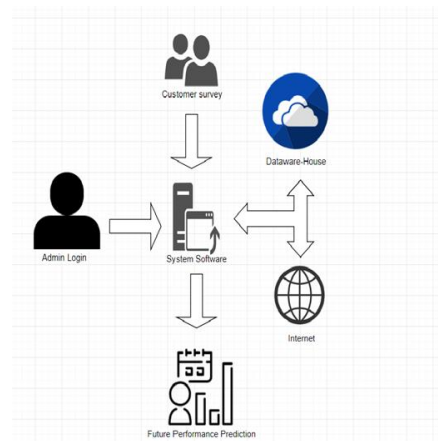 Customer survey
Dataware-House
Admin Login
System Software
Internet
Future Performance Prediction